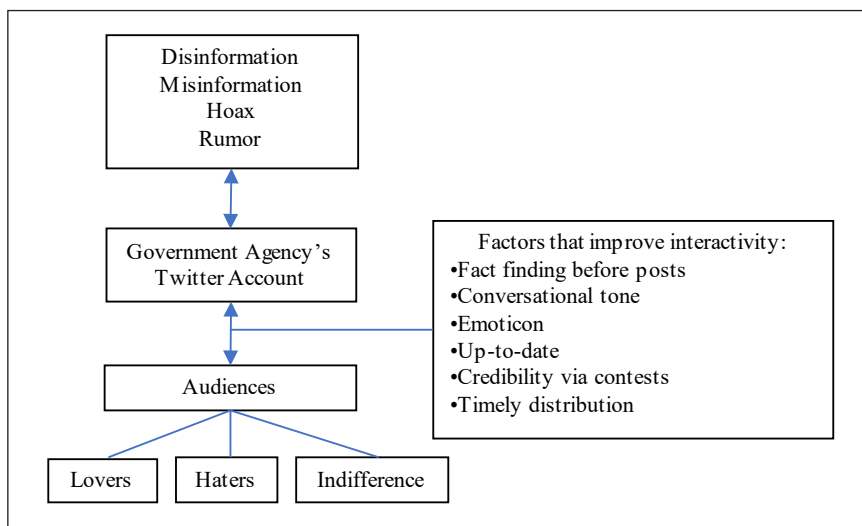 Disinformation
Misinformation
Hoax
Rumor
Government Agency's
Twitter Account
Factors that improve interactivity:
•Fact finding before posts
•Conversational tone
•Emoticon
•Up-to-date
•Credibility via contests
•Timely distribution
Audiences
Lovers
Haters
Indifference